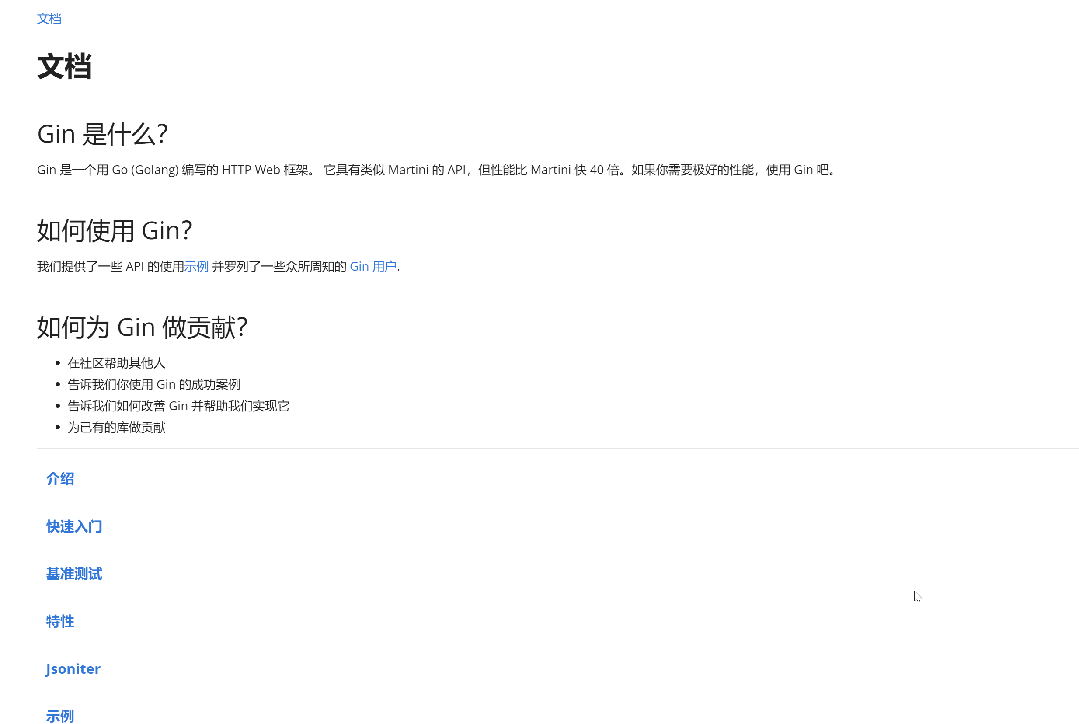 文档
文档
Gin 是什么?
Gin 是一个用 Go (Golang) 编写的 HTTP Web 框架。 它具有类似 Martini 的 API，但性能比 Martini 快 40 倍。如果你需要极好的性能，使用 Gin 吧。
如何使用 Gin?
我们提供了一些 API 的使用示例 并罗列了一些众所周知的 Gin 用户.
如何为 Gin 做贡献?
• 在社区帮助其他人
• 告诉我们你使用 Gin 的成功案例
• 告诉我们如何改善 Gin 并帮助我们实现它
• 为已有的库做贡献
介绍
快速入门
基准测试
特性
Jsoniter
示例